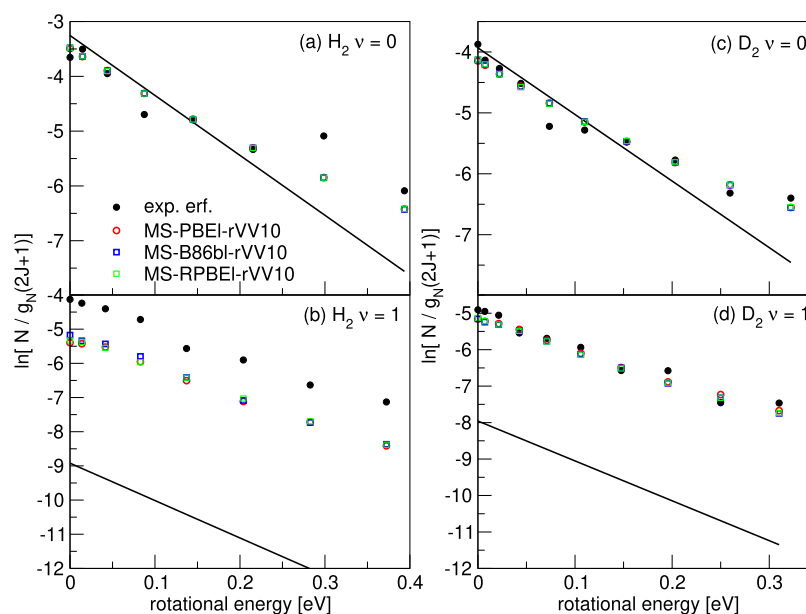 (a) H2 ν = 0
-3
-4
-5
-6
-7
exp. erf.
MS-PBEl-rVV10
MS-B86bl-rVV10
MS-RPBEl-rVV10
ln[ N / gN(2J+1)]
-4
(b) H2 ν = 1
-5
-6
-7
-8
-9
-10
-11
-12
0 0.1 0.2 0.3 0.4
rotational energy [eV]
(c) D2 ν = 0
-4
-5
-6
-7
ln[ N / gN(2J+1)]
(d) D2 ν = 1
-4
-5
-6
-7
-8
-9
-10
-11
-12
0 0.1 0.2 0.3
rotational energy [eV]